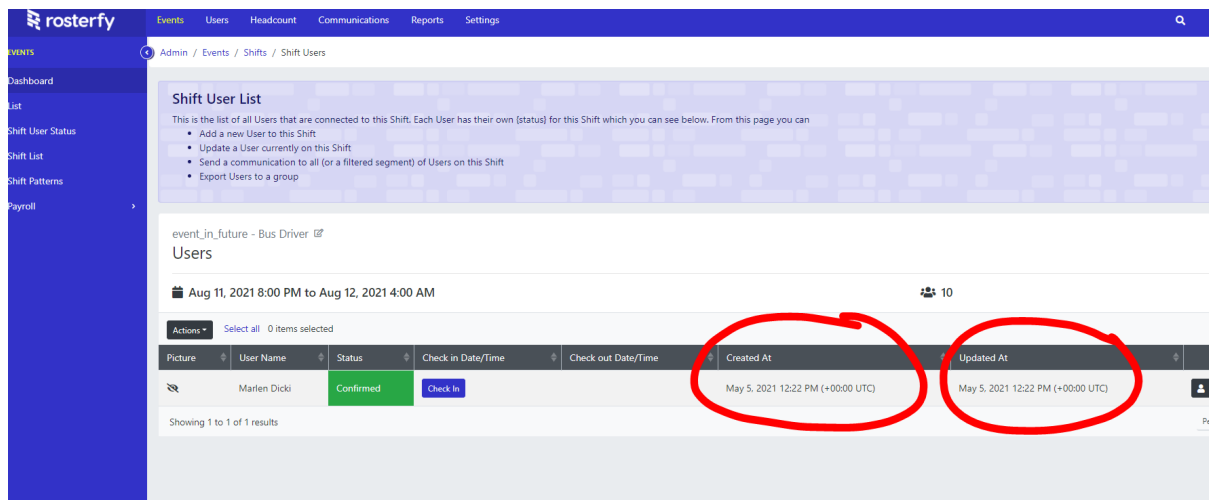 rosterfy
Events Users Headcount Communications Reports Settings
EVENTS
Admin / Events / Shifts / Shift Users
Dashboard
List
Shift User Status
Shift List
Shift Patterns
Payroll
Shift User List
This is the list of all Users that are connected to this Shift. Each User has their own {status} for this Shift which you can see below. From this page you can
Add a new User to this Shift
Update a User currently on this Shift
Send a communication to all (or a filtered segment) of Users on this Shift
Export Users to a group
event_in_future - Bus Driver
Users
Aug 11, 2021 8:00 PM to Aug 12, 2021 4:00 AM 10
Actions Select all 0 items selected
Picture User Name Status Check in Date/Time Check out Date/Time Created At Updated At
Marlen Dicki Confirmed Check In May 5, 2021 12:22 PM (+00:00 UTC) May 5, 2021 12:22 PM (+00:00 UTC)
Showing 1 to 1 of 1 results